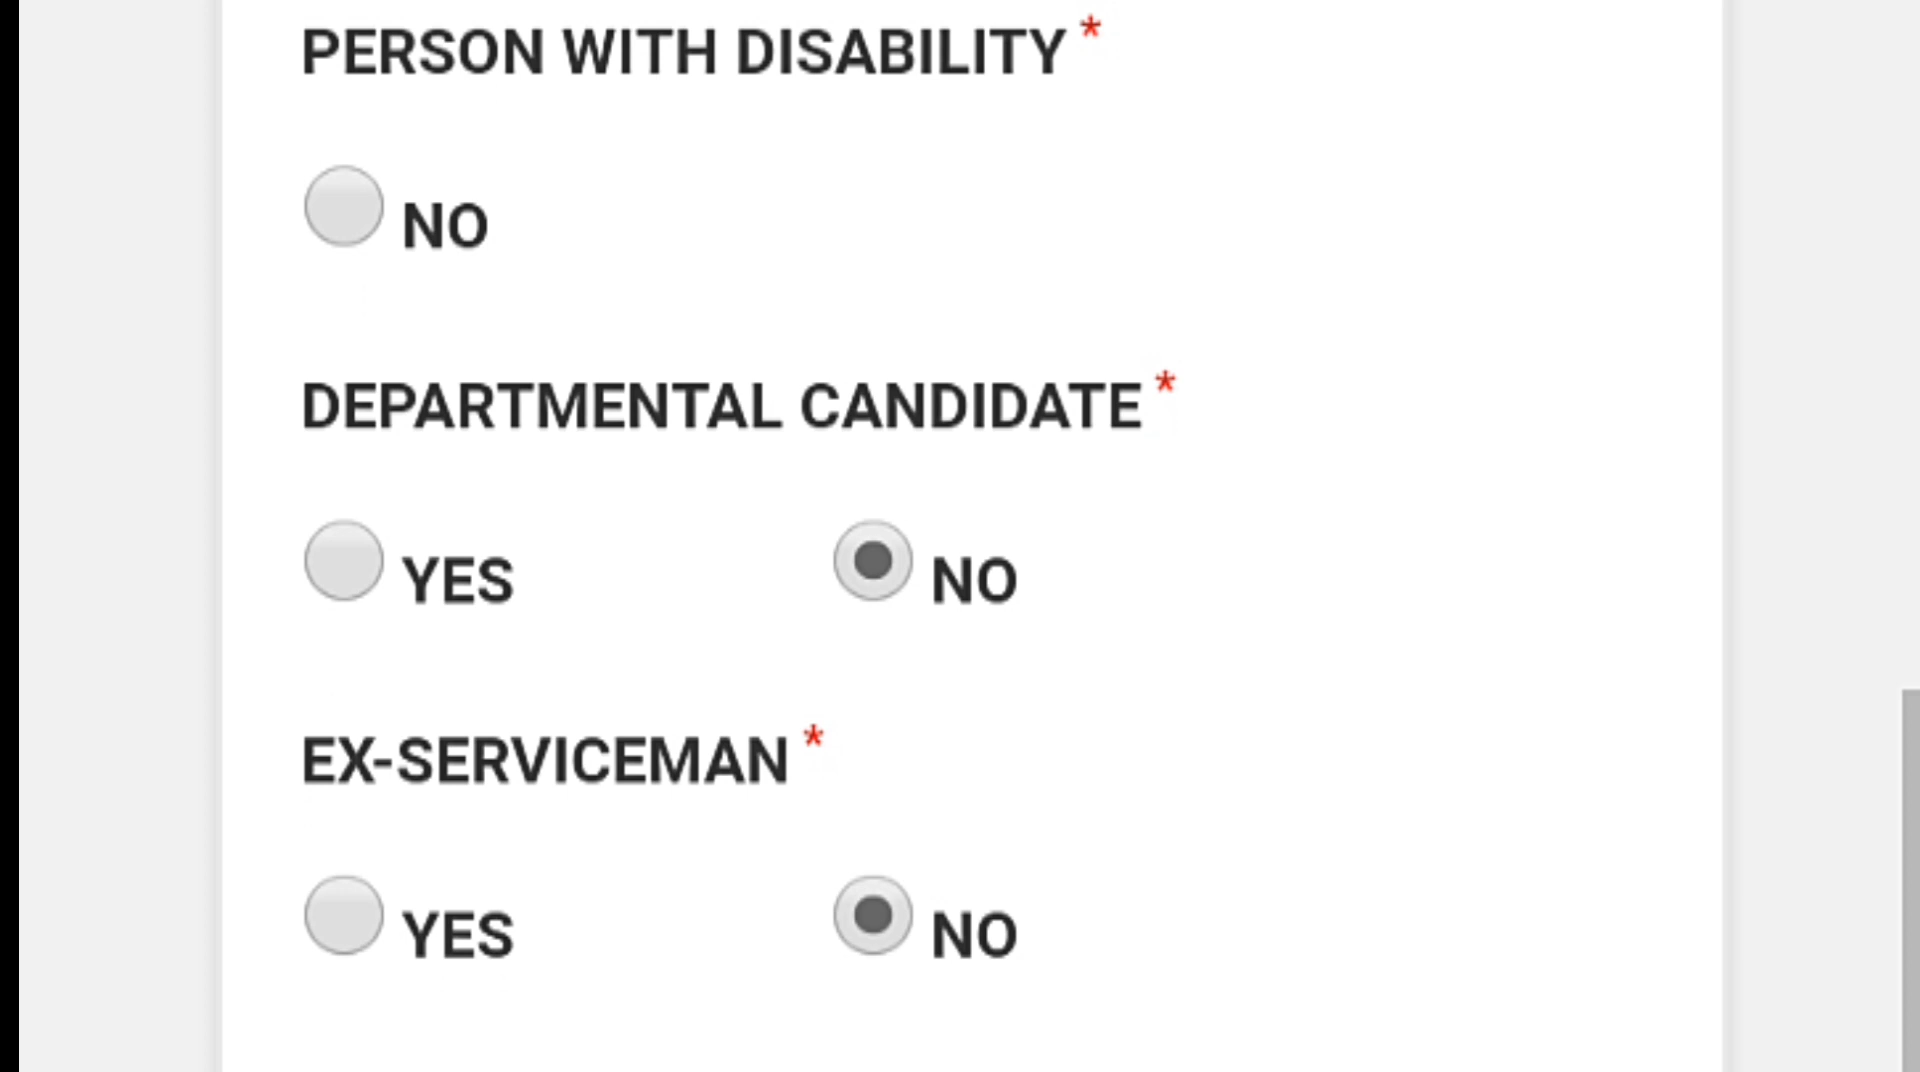 PERSON WITH DISABILITY *
NO
DEPARTMENTAL CANDIDATE *
YES NO
EX-SERVICEMAN *
YES NO